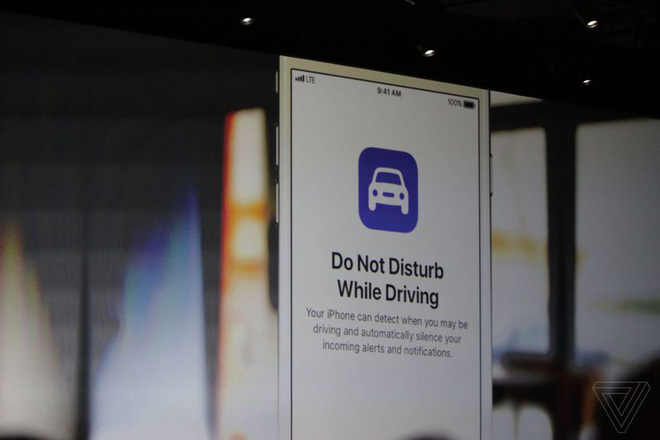 LTE
9:41 AM
100%
Do Not Disturb
While Driving
Your iPhone can detect when you may be
driving and automatically silence your
incoming alerts and notifications.